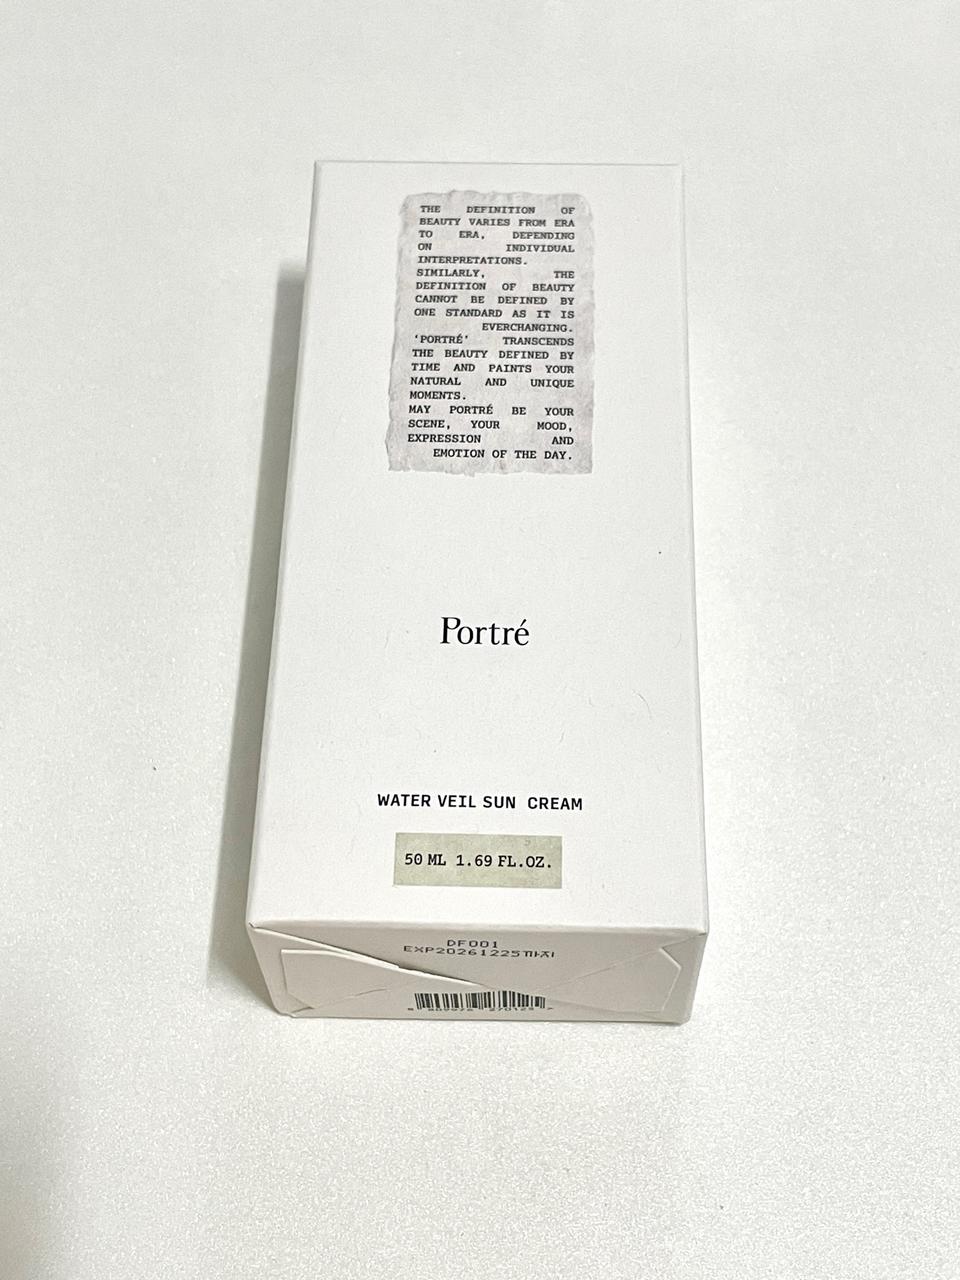 THE DEFINITION OF
BEAUTY VARIES FROM ERA
TO ERA, DEPENDING
ON INDIVIDUAL
INTERPRETATIONS.
SIMILARLY, THE
DEFINITION OF BEAUTY
CANNOT BE DEFINED BY
ONE STANDARD AS IT IS
EVERCHANGING.
'PORTRÉ' TRANSCENDS
THE BEAUTY DEFINED BY
TIME AND PAINTS YOUR
NATURAL AND UNIQUE
MOMENTS.
MAY PORTRÉ BE YOUR
SCENE, YOUR MOOD,
EXPRESSION AND
EMOTION OF THE DAY.
Portré
WATER VEIL SUN CREAM
50 ML 1.69 FL.OZ.
DF001
EXP20261225까지